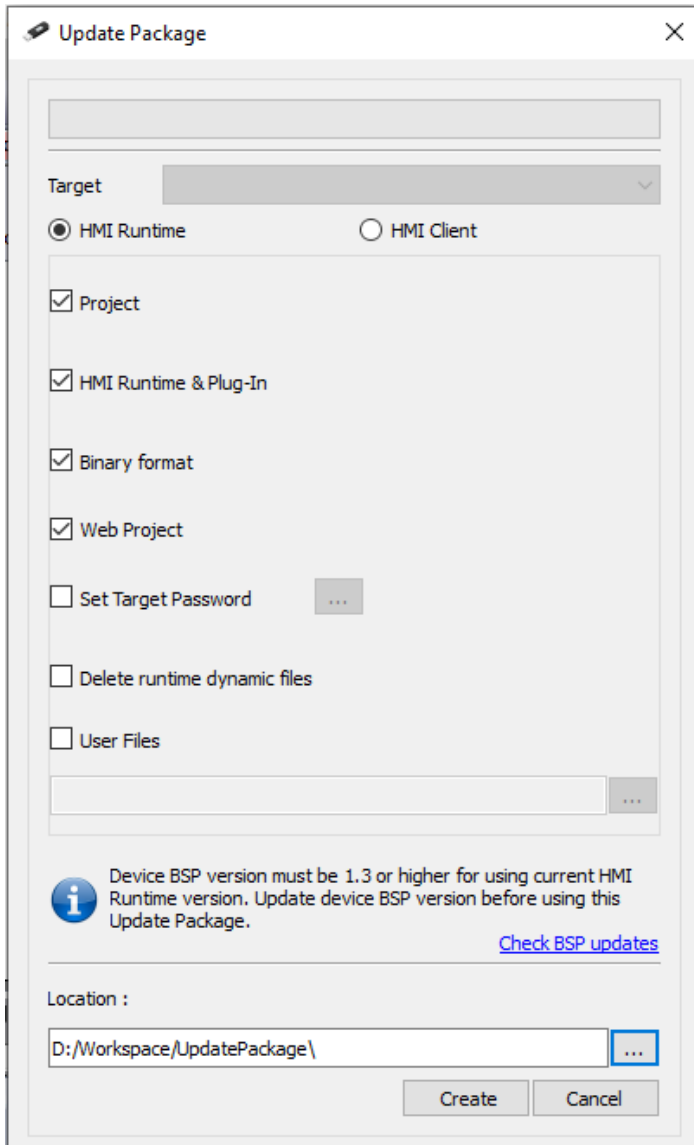 Update Package
Target
HMI Runtime
HMI Client
Project
HMI Runtime & Plug-In
Binary format
Web Project
Set Target Password
...
Delete runtime dynamic files
User Files
...
Device BSP version must be 1.3 or higher for using current HMI
Runtime version. Update device BSP version before using this
Update Package.
Check BSP updates
Location :
D:/Workspace/UpdatePackage\
...
Create
Cancel